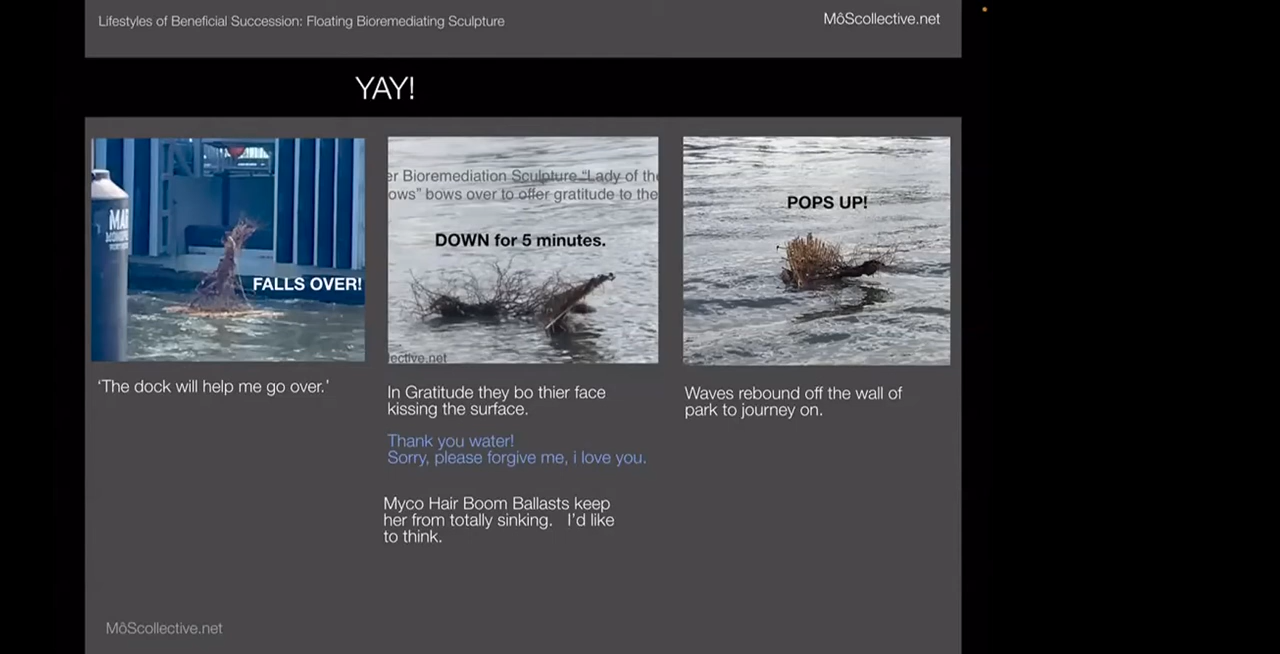 Lifestyles of Beneficial Succession: Floating Bioremediating Sculpture
MôScollective.net
YAY!
FALLS OVER!
'The dock will help me go over.'
er Bioremediation Sculpture "Lady of the
ows" bows over to offer gratitude to the
DOWN for 5 minutes.
ective.net
In Gratitude they bo thier face
kissing the surface.
Thank you water!
Sorry, please forgive me, i love you.
Myco Hair Boom Ballasts keep
her from totally sinking. I'd like
to think.
POPS UP!
Waves rebound off the wall of
park to journey on.
MôScollective.net